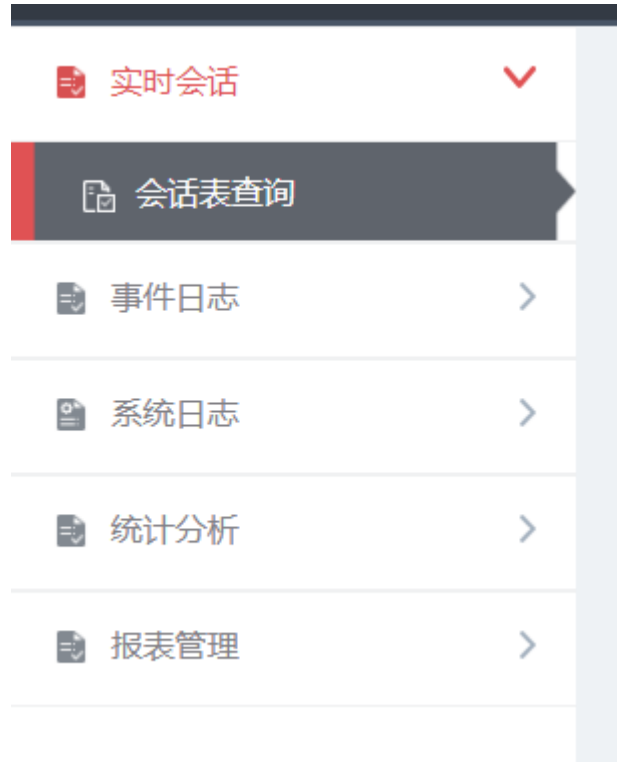 实时会话
会话表查询
事件日志
系统日志
统计分析
报表管理